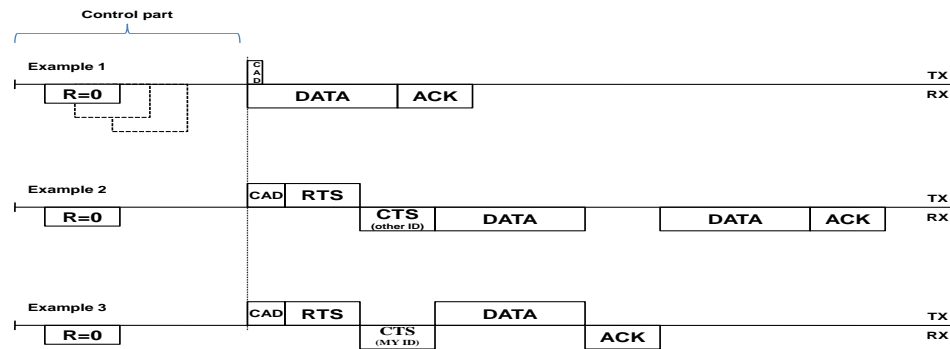 Control part
Example 1
C
A
D
TX
R=0
DATA
ACK
RX
Example 2
CAD
RTS
TX
R=0
CTS
(other ID)
DATA
DATA
ACK
RX
Example 3
CAD
RTS
DATA
TX
R=0
CTS
(MY ID)
ACK
RX